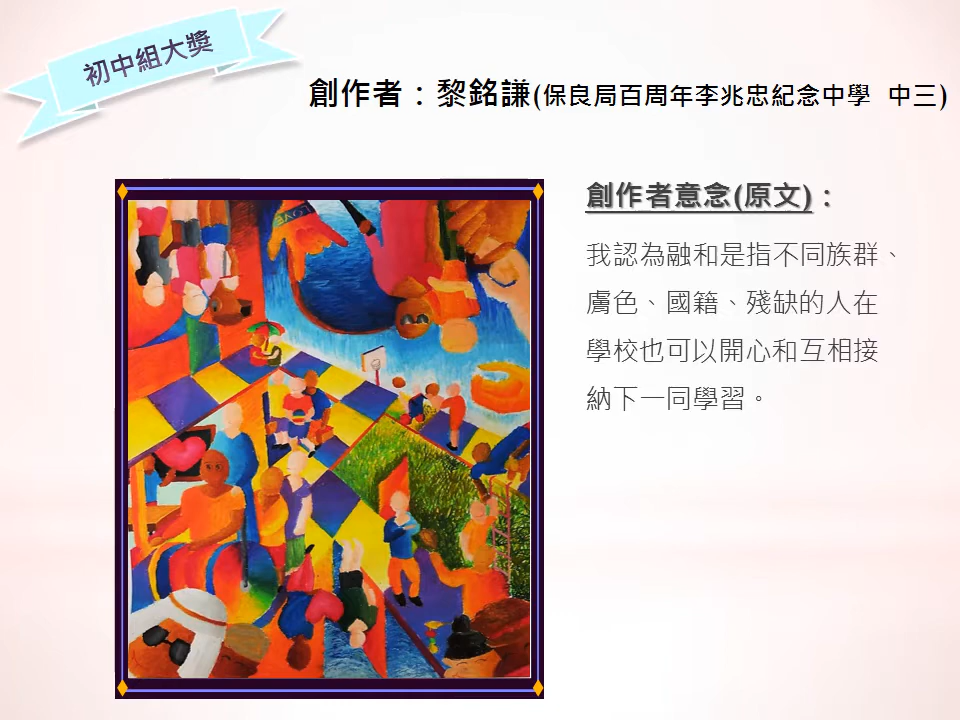 初中組大獎
創作者：黎銘謙(保良局百周年李兆忠紀念中學 中三)
創作者意念(原文)：
我認為融和是指不同族群、
膚色、國籍、殘缺的人在
學校也可以開心和互相接
納下一同學習。
LOVE